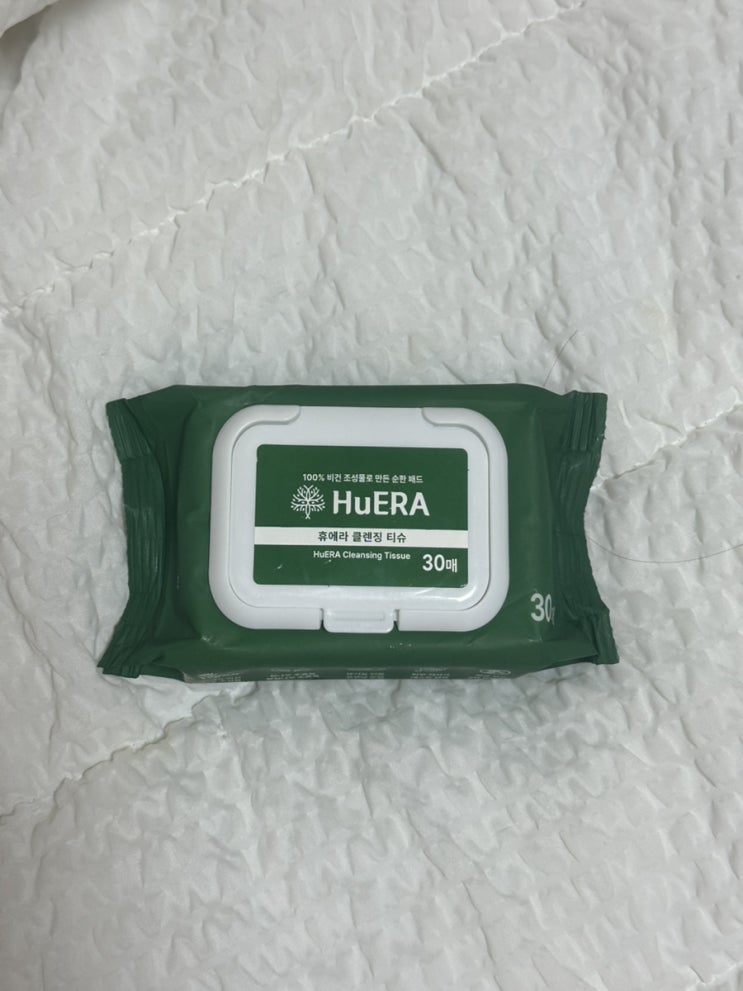 100% 비건 조성물로 만든 순한 패드
HuERA
휴에라 클렌징 티슈
HuERA Cleansing Tissue
30매